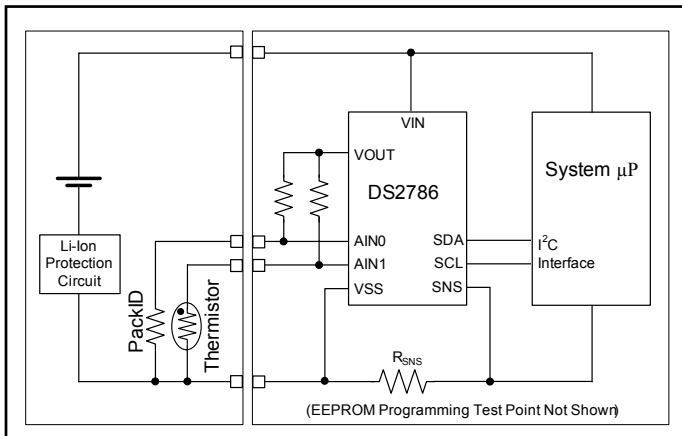 VIN
VOUT
DS2786
System µP
AIN0
SDA
I²C
Li-Ion
Protection
Circuit
AIN1
SCL
Interface
VSS
SNS
PackID
Thermistor
RSNS
(EEPROM Programming Test Point Not Shown)